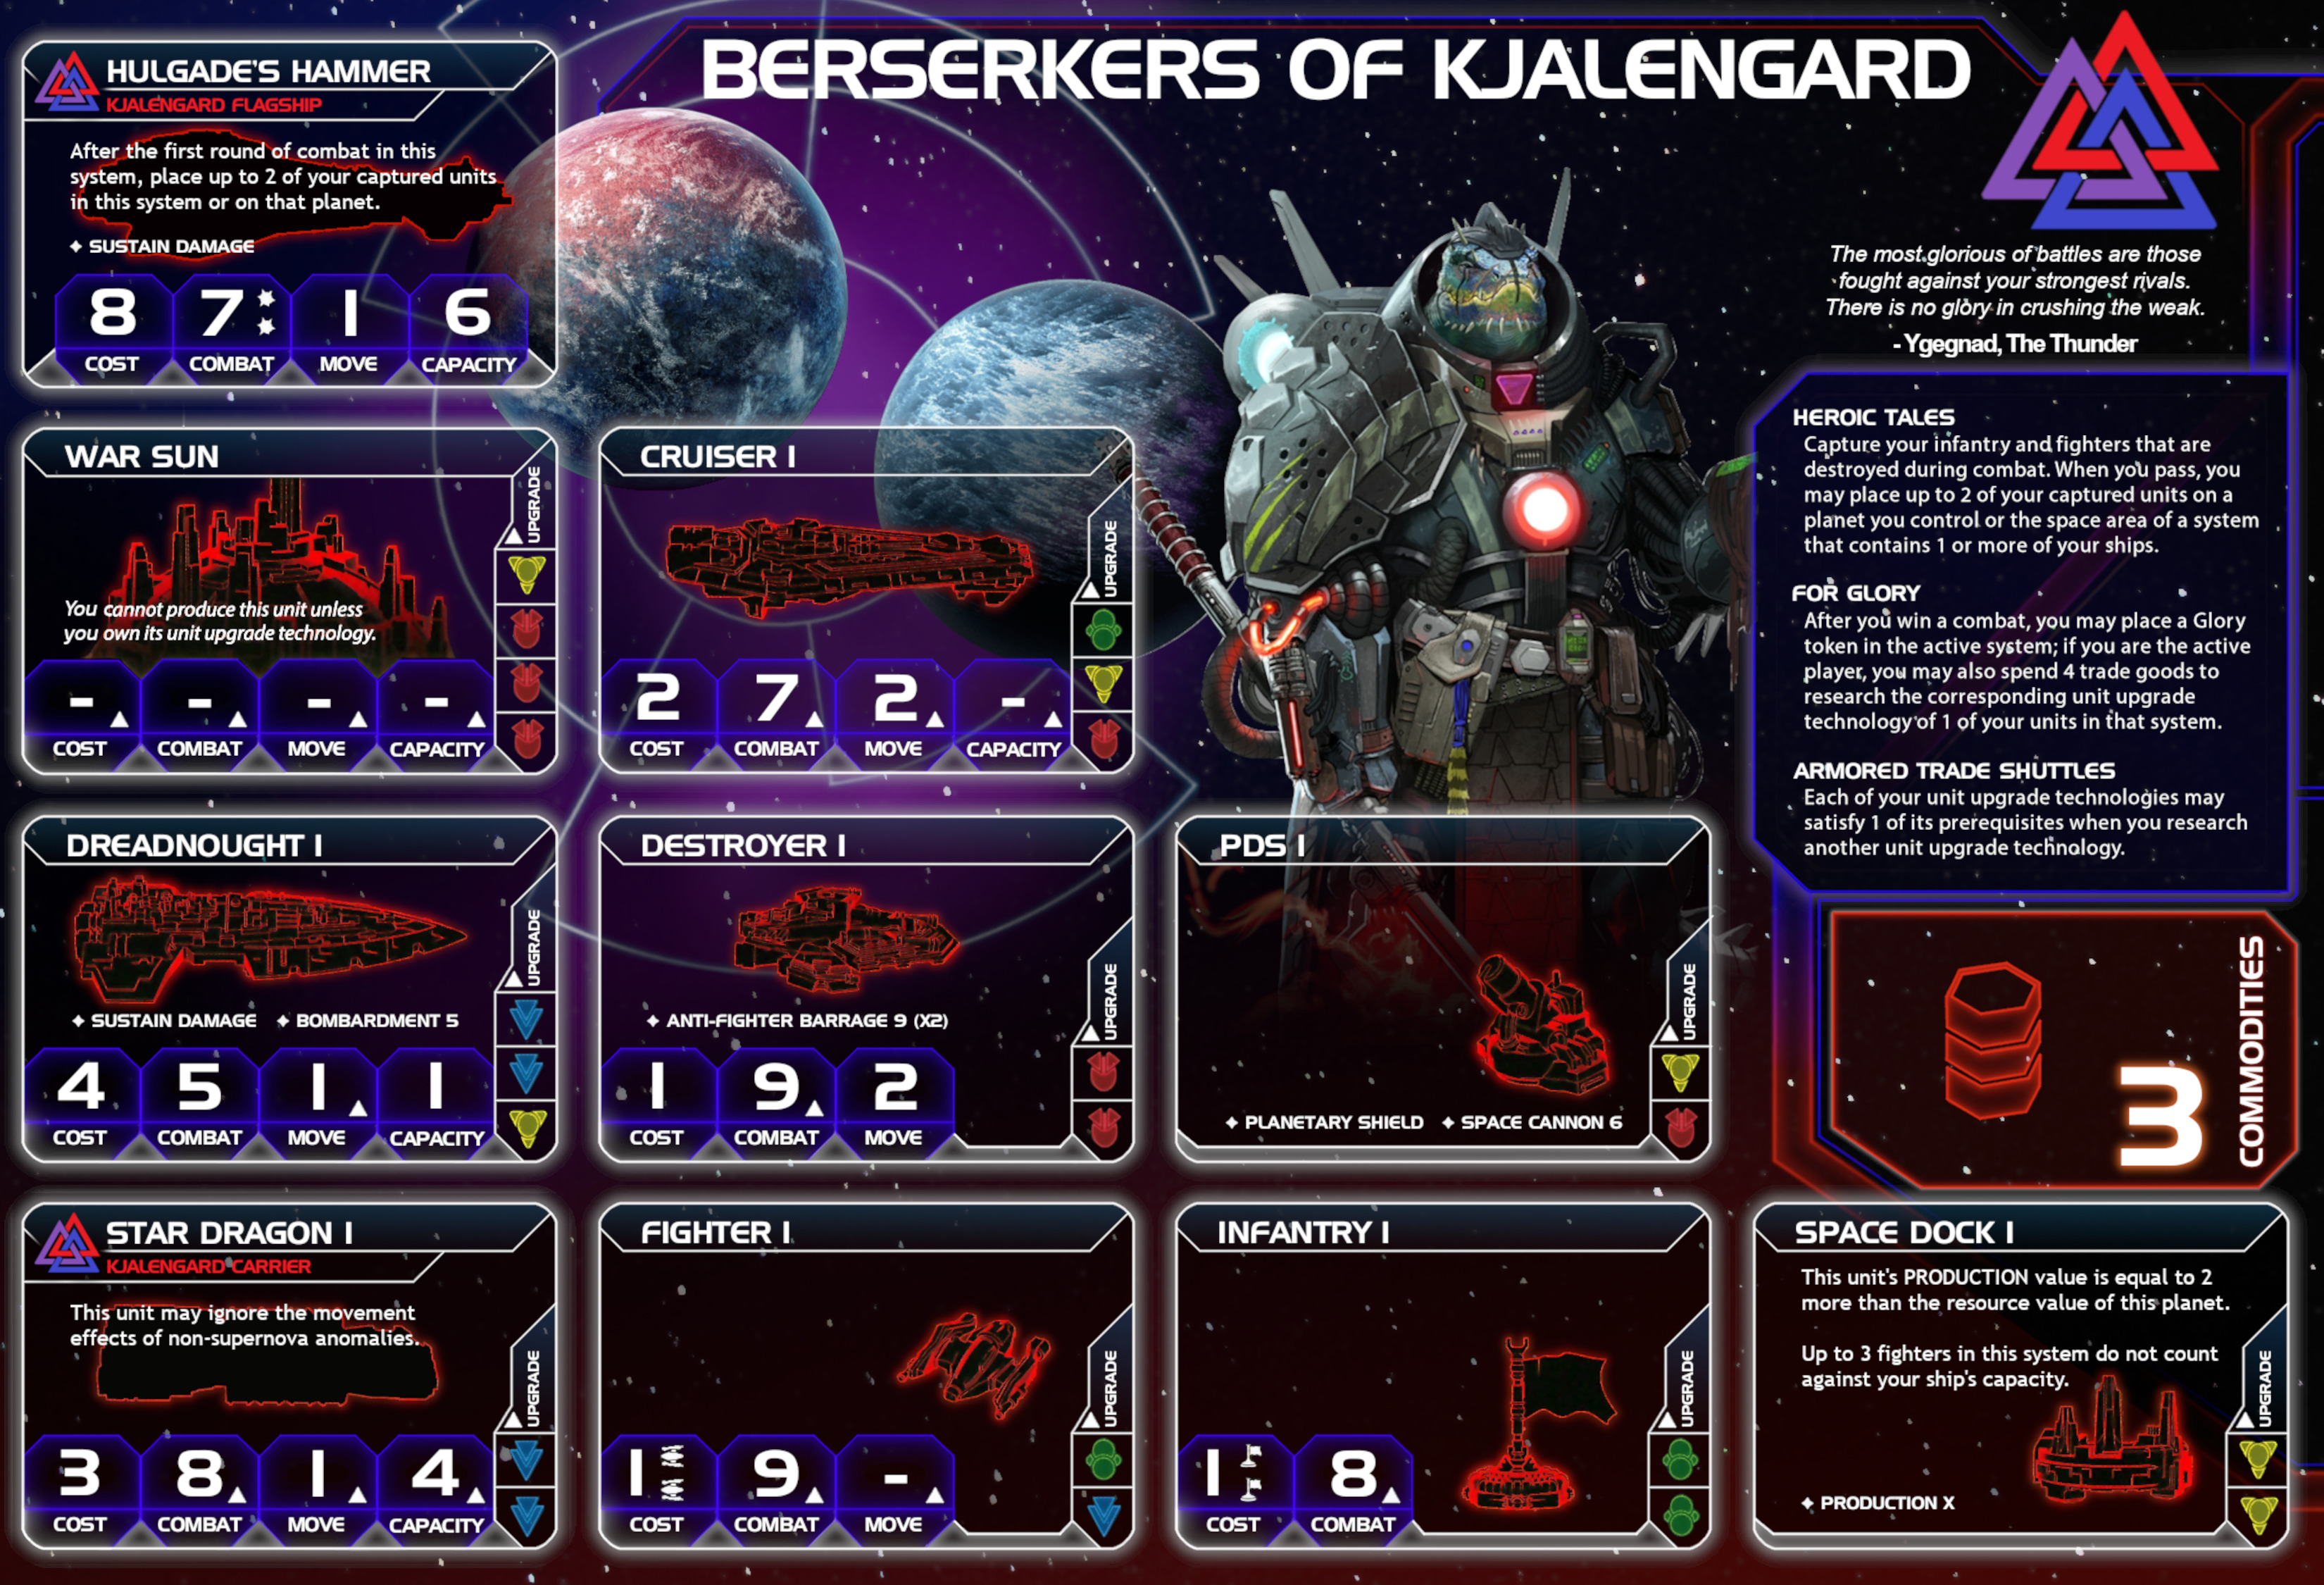 BERSERKERS OF KJALENGARD
HULGADE'S HAMMER
KJALENGARD FLAGSHIP
After the first round of combat in this
system, place up to 2 of your captured units
in this system or on that planet.
SUSTAIN DAMAGE
8 7 1 6
COST COMBAT MOVE CAPACITY
The most glorious of battles are those
fought against your strongest rivals.
There is no glory in crushing the weak.
- Ygegnad, The Thunder
HEROIC TALES
Capture your infantry and fighters that are
destroyed during combat. When you pass, you
may place up to 2 of your captured units on a
planet you control or the space area of a system
that contains 1 or more of your ships.
FOR GLORY
After you win a combat, you may place a Glory
token in the active system; if you are the active
player, you may also spend 4 trade goods to
research the corresponding unit upgrade
technology of 1 of your units in that system.
ARMORED TRADE SHUTTLES
Each of your unit upgrade technologies may
satisfy 1 of its prerequisites when you research
another unit upgrade technology.
WAR SUN
UPGRADE
You cannot produce this unit unless
you own its unit upgrade technology.
- - - -
COST COMBAT MOVE CAPACITY
CRUISER I
UPGRADE
2 7 2 -
COST COMBAT MOVE CAPACITY
DREADNOUGHT I
UPGRADE
SUSTAIN DAMAGE BOMBARDMENT 5
4 5 1 1
COST COMBAT MOVE CAPACITY
DESTROYER I
UPGRADE
ANTI-FIGHTER BARRAGE 9 (X2)
1 9 2
COST COMBAT MOVE
PDS I
UPGRADE
PLANETARY SHIELD SPACE CANNON 6
3
COMMODITIES
STAR DRAGON I
KJALENGARD CARRIER
This unit may ignore the movement
effects of non-supernova anomalies.
UPGRADE
3 8 1 4
COST COMBAT MOVE CAPACITY
FIGHTER I
UPGRADE
1 9 -
COST COMBAT MOVE
INFANTRY I
UPGRADE
1 8
COST COMBAT
SPACE DOCK I
This unit's PRODUCTION value is equal to 2
more than the resource value of this planet.
Up to 3 fighters in this system do not count
against your ship's capacity.
UPGRADE
PRODUCTION X